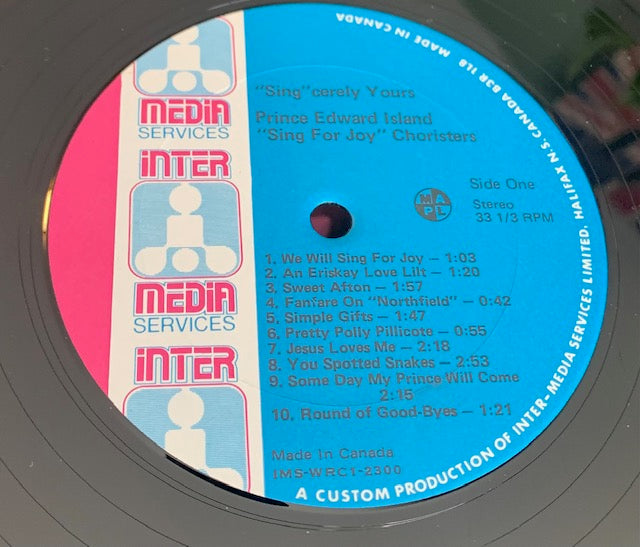 MEDIA
SERVICES
INTER
MEDIA
SERVICES
INTER
"Sing"cerely Yours
Prince Edward Island
"Sing For Joy" Choristers
Side One
MAPL
Stereo
33 1/3 RPM
1. We Will Sing For Joy – 1:03
2. An Eriskay Love Lilt – 1:20
3. Sweet Afton – 1:57
4. Fanfare On "Northfield" – 0:42
5. Simple Gifts – 1:47
6. Pretty Polly Pillicote – 0:55
7. Jesus Loves Me – 2:18
8. You Spotted Snakes – 2:53
9. Some Day My Prince Will Come
2:15
10. Round of Good-Byes – 1:21
Made In Canada
IMS-WRC1-2300
A CUSTOM PRODUCTION OF INTER-MEDIA SERVICES LIMITED, HALIFAX N.S. CANADA B3R 1L8 MADE IN CANADA